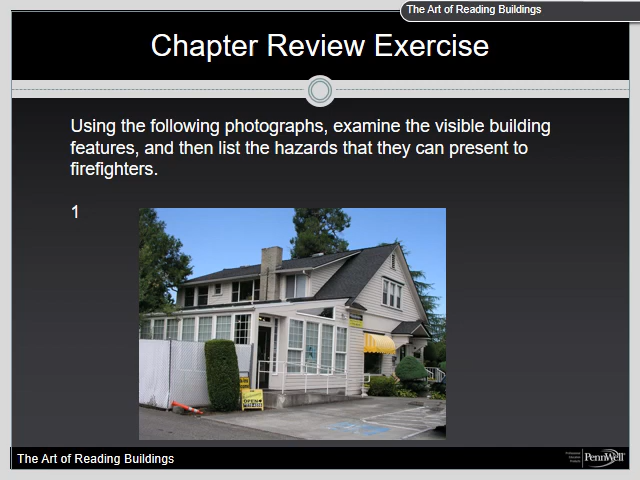 The Art of Reading Buildings
Chapter Review Exercise
Using the following photographs, examine the visible building
features, and then list the hazards that they can present to
firefighters.
1
OPEN
The Art of Reading Buildings
PennWell